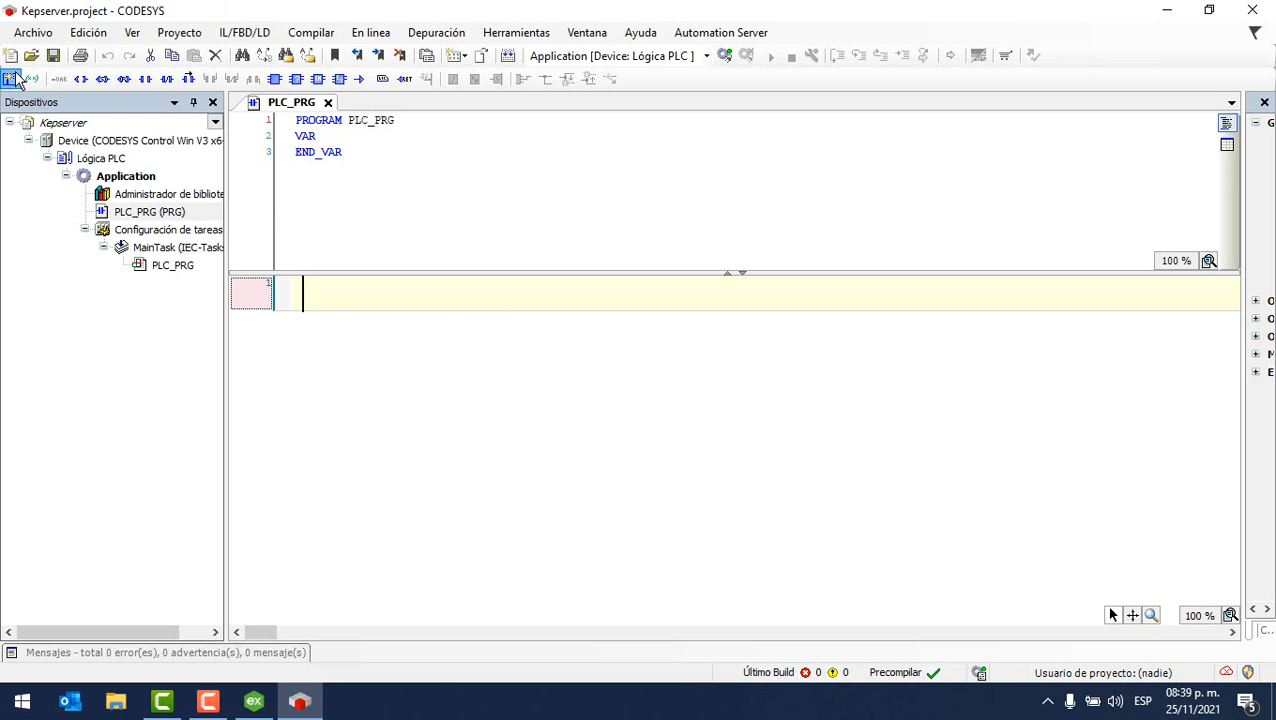 Kepserver.project - CODESYS
Archivo Edición Ver Proyecto IL/FBD/LD Compilar En línea Depuración Herramientas Ventana Ayuda Automation Server
Application [Device: Lógica PLC]
Dispositivos
PLC_PRG
Kepserver
Device (CODESYS Control Win V3 x6
Lógica PLC
Application
Administrador de bibliote
PLC_PRG (PRG)
Configuración de tareas
MainTask (IEC-Tasks
PLC_PRG
1 PROGRAM PLC_PRG
2 VAR
3 END_VAR
100 %
1
100 %
G
O
O
O
M
E
C...
Mensajes - total 0 error(es), 0 advertencia(s), 0 mensaje(s)
Último Build 0 0 Precompilar Usuario de proyecto: (nadie)
ex
ESP
08:39 p. m.
25/11/2021
5